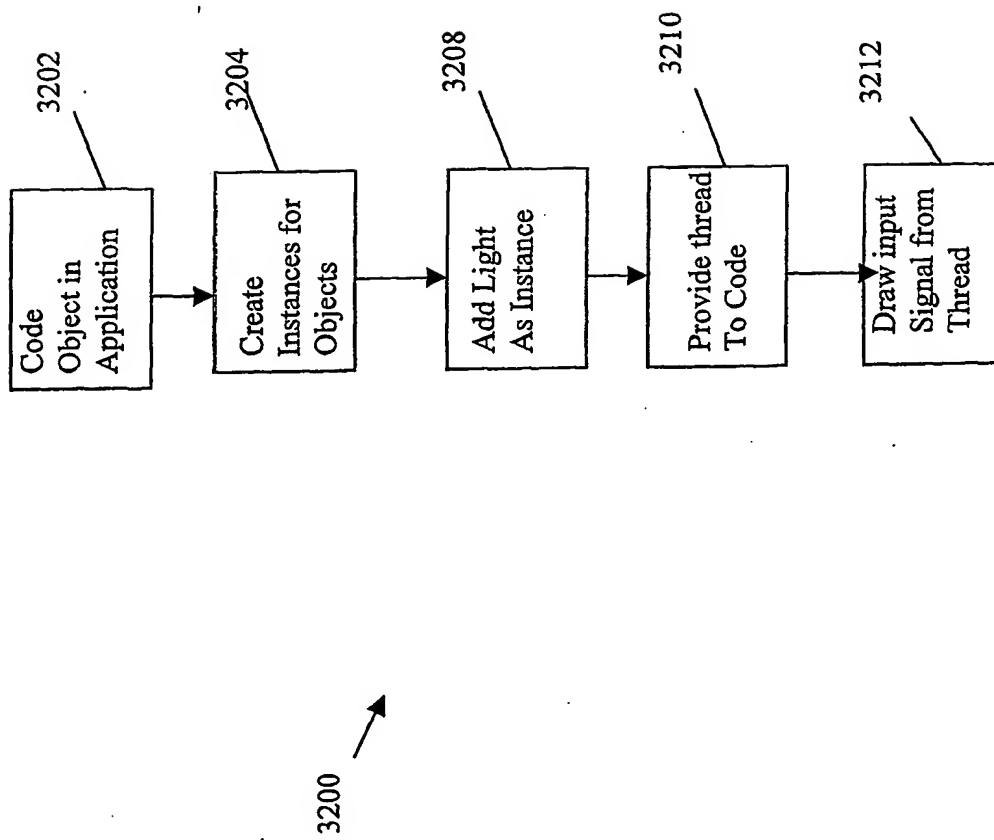 3200
3202
Code
Object in
Application
3204
Create
Instances for
Objects
3208
Add Light
As Instance
3210
Provide thread
To Code
3212
Draw input
Signal from
Thread